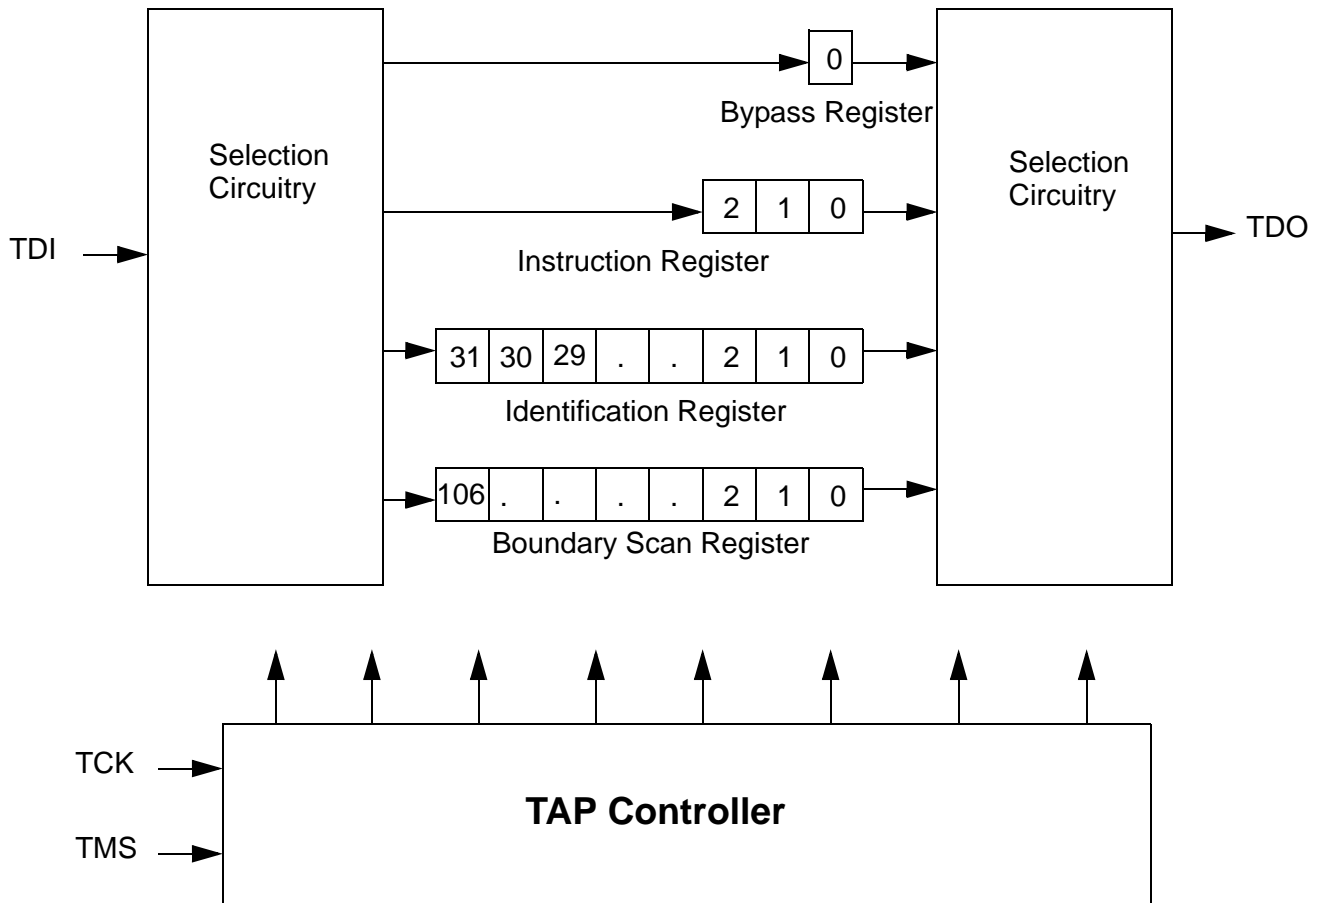 0
Bypass Register
Selection
Circuitry
Selection
Circuitry
2 1 0
Instruction Register
TDI
TDO
31 30 29 . . 2 1 0
Identification Register
106 . . . . 2 1 0
Boundary Scan Register
TCK
TAP Controller
TMS